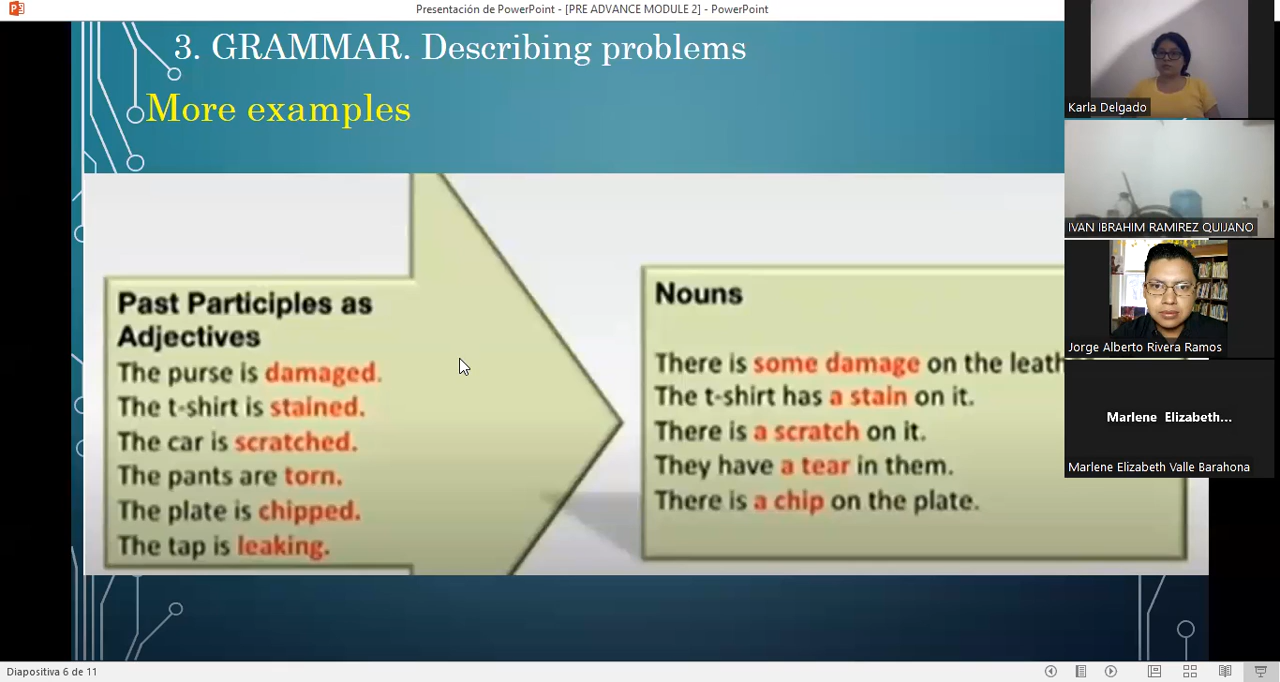 Presentación de PowerPoint - [PRE ADVANCE MODULE 2] - PowerPoint
3. GRAMMAR. Describing problems
More examples
Past Participles as
Adjectives
The purse is damaged.
The t-shirt is stained.
The car is scratched.
The pants are torn.
The plate is chipped.
The tap is leaking.
Nouns
There is some damage on the leath
The t-shirt has a stain on it.
There is a scratch on it.
They have a tear in them.
There is a chip on the plate.
Karla Delgado
IVAN IBRAHIM RAMIREZ QUIJANO
Jorge Alberto Rivera Ramos
Marlene Elizabeth...
Marlene Elizabeth Valle Barahona
Diapositiva 6 de 11